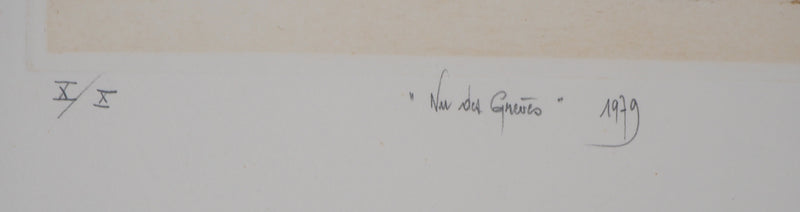 X/X "Nu des Grèves" 1979